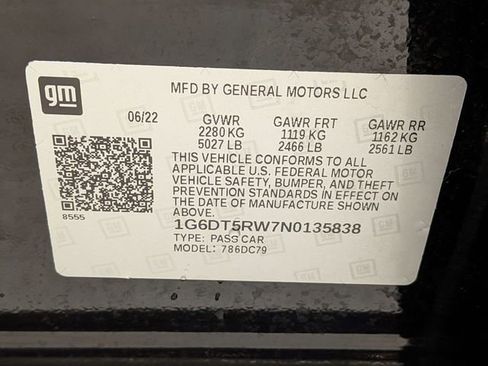 gm
MFD BY GENERAL MOTORS LLC
06/22 GVWR GAWR FRT GAWR RR
2280 KG 1119 KG 1162 KG
5027 LB 2466 LB 2561 LB
THIS VEHICLE CONFORMS TO ALL
APPLICABLE U.S. FEDERAL MOTOR
VEHICLE SAFETY, BUMPER, AND THEFT
PREVENTION STANDARDS IN EFFECT ON
THE DATE OF MANUFACTURE SHOWN
ABOVE.
8555
1G6DT5RW7N0135838
TYPE: PASS CAR
MODEL: 786DC79